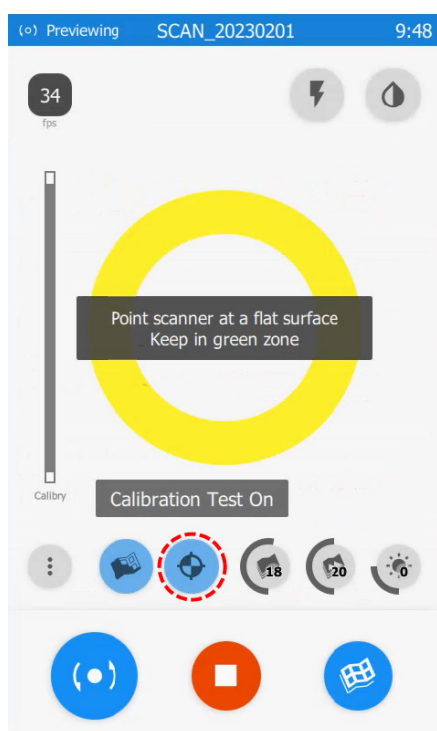 (o) Previewing SCAN_20230201 9:48
34
fps
Point scanner at a flat surface
Keep in green zone
Calibry
Calibration Test On
18 20 0